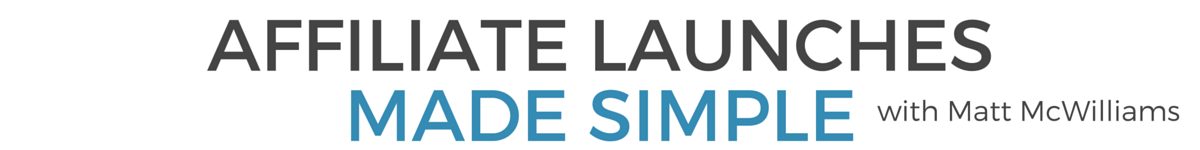 AFFILIATE LAUNCHES
MADE SIMPLE with Matt McWilliams